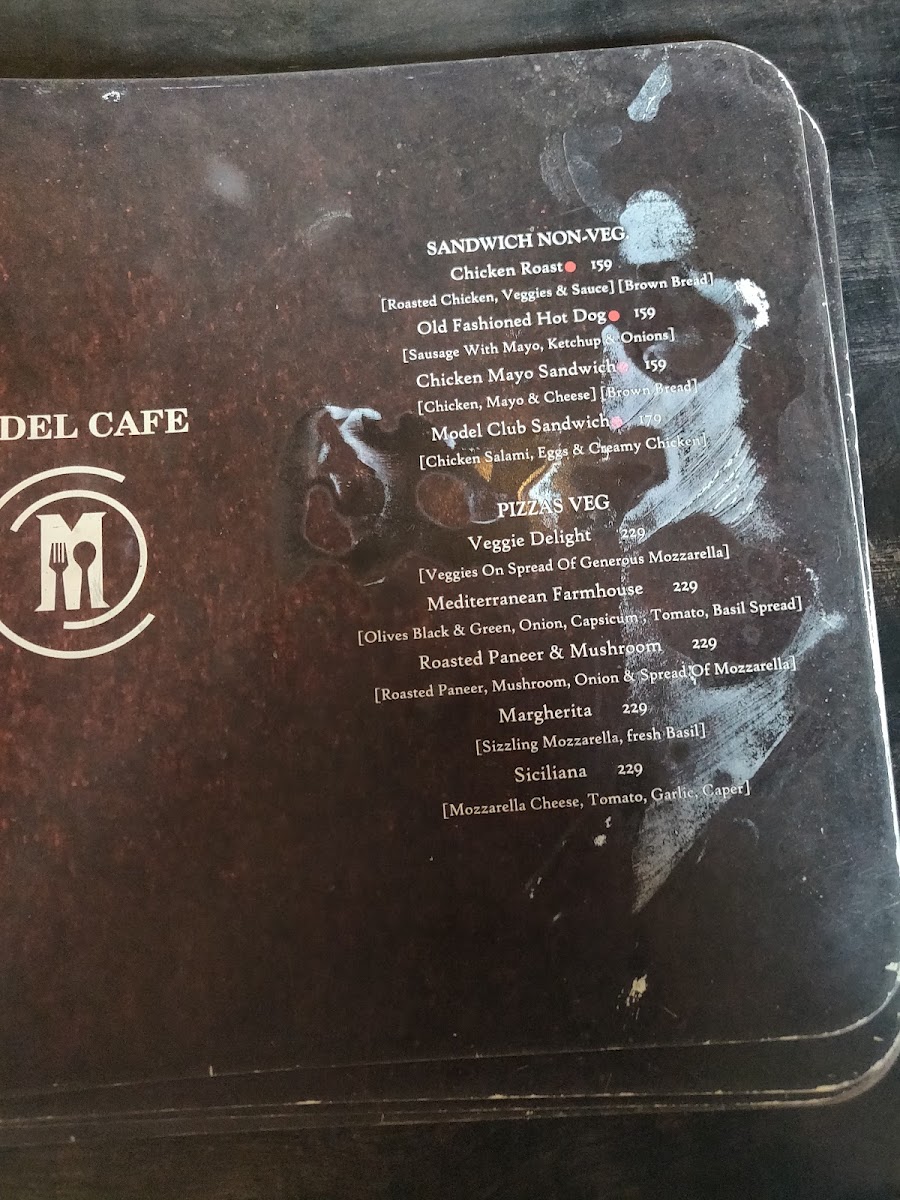 DEL CAFE
M
SANDWICH NON-VEG
Chicken Roast 159
[Roasted Chicken, Veggies & Sauce] [Brown Bread]
Old Fashioned Hot Dog 159
[Sausage With Mayo, Ketchup & Onions]
Chicken Mayo Sandwich 159
[Chicken, Mayo & Cheese] [Brown Bread]
Model Club Sandwich 179
[Chicken Salami, Eggs & Creamy Chicken]
PIZZAS VEG
Veggie Delight 229
[Veggies On Spread Of Generous Mozzarella]
Mediterranean Farmhouse 229
[Olives Black & Green, Onion, Capsicum, Tomato, Basil Spread]
Roasted Paneer & Mushroom 229
[Roasted Paneer, Mushroom, Onion & Spread Of Mozzarella]
Margherita 229
[Sizzling Mozzarella, fresh Basil]
Siciliana 229
[Mozzarella Cheese, Tomato, Garlic, Caper]